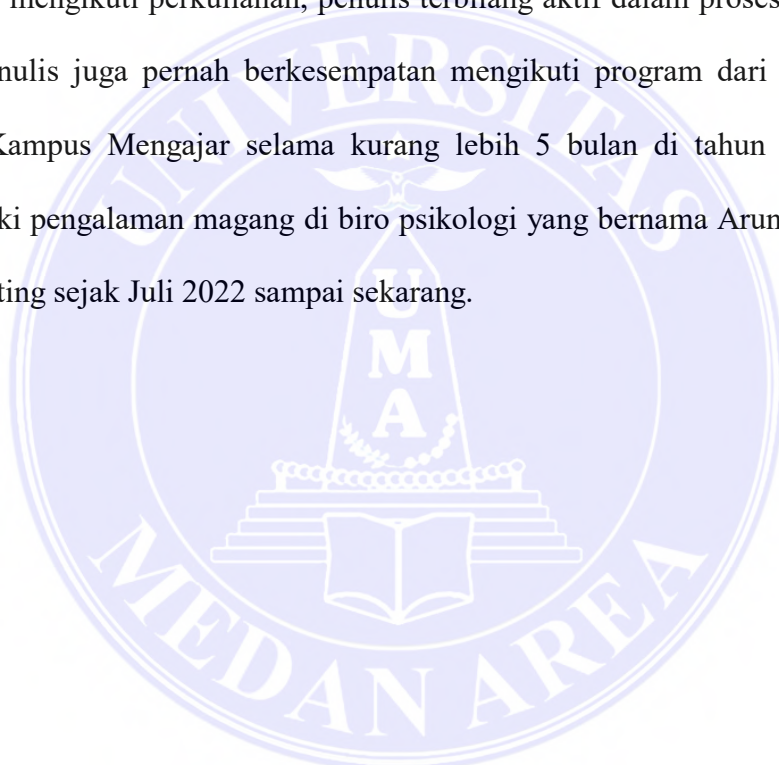 mengikuti perkuliahan, penulis terbilang aktif dalam proses
nulis juga pernah berkesempatan mengikuti program dari
Kampus Mengajar selama kurang lebih 5 bulan di tahun
ki pengalaman magang di biro psikologi yang bernama Arun
ting sejak Juli 2022 sampai sekarang.
UNIVERSITAS
U
M
A
MEDAN AREA